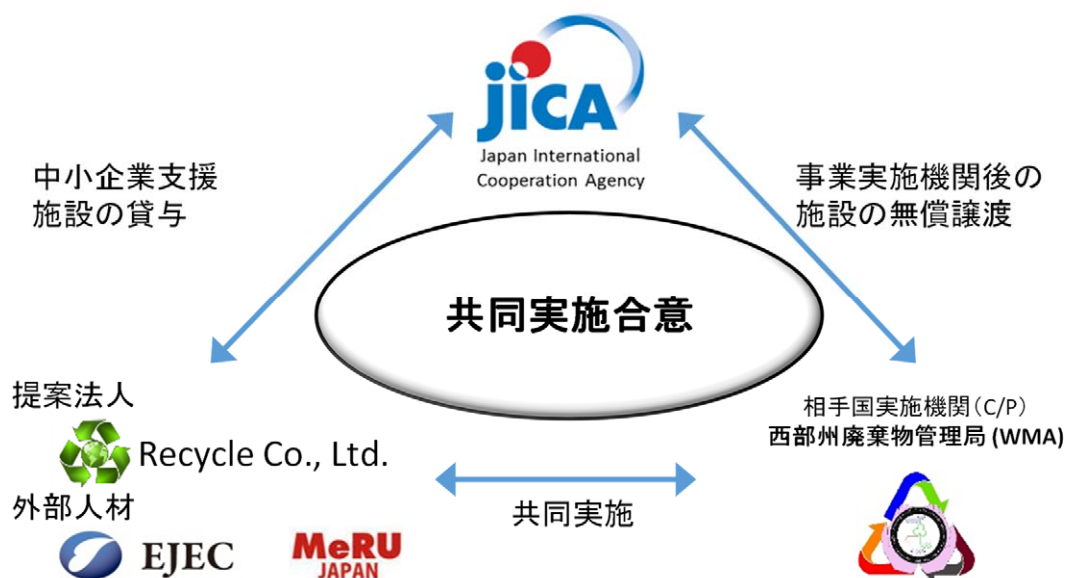 JICA
Japan International
Cooperation Agency
中小企業支援
施設の貸与
事業実施機関後の
施設の無償譲渡
共同実施合意
提案法人
Recycle Co., Ltd.
外部人材
EJEC
MeRU
JAPAN
共同実施
相手国実施機関(C/P)
西部州廃棄物管理局 (WMA)